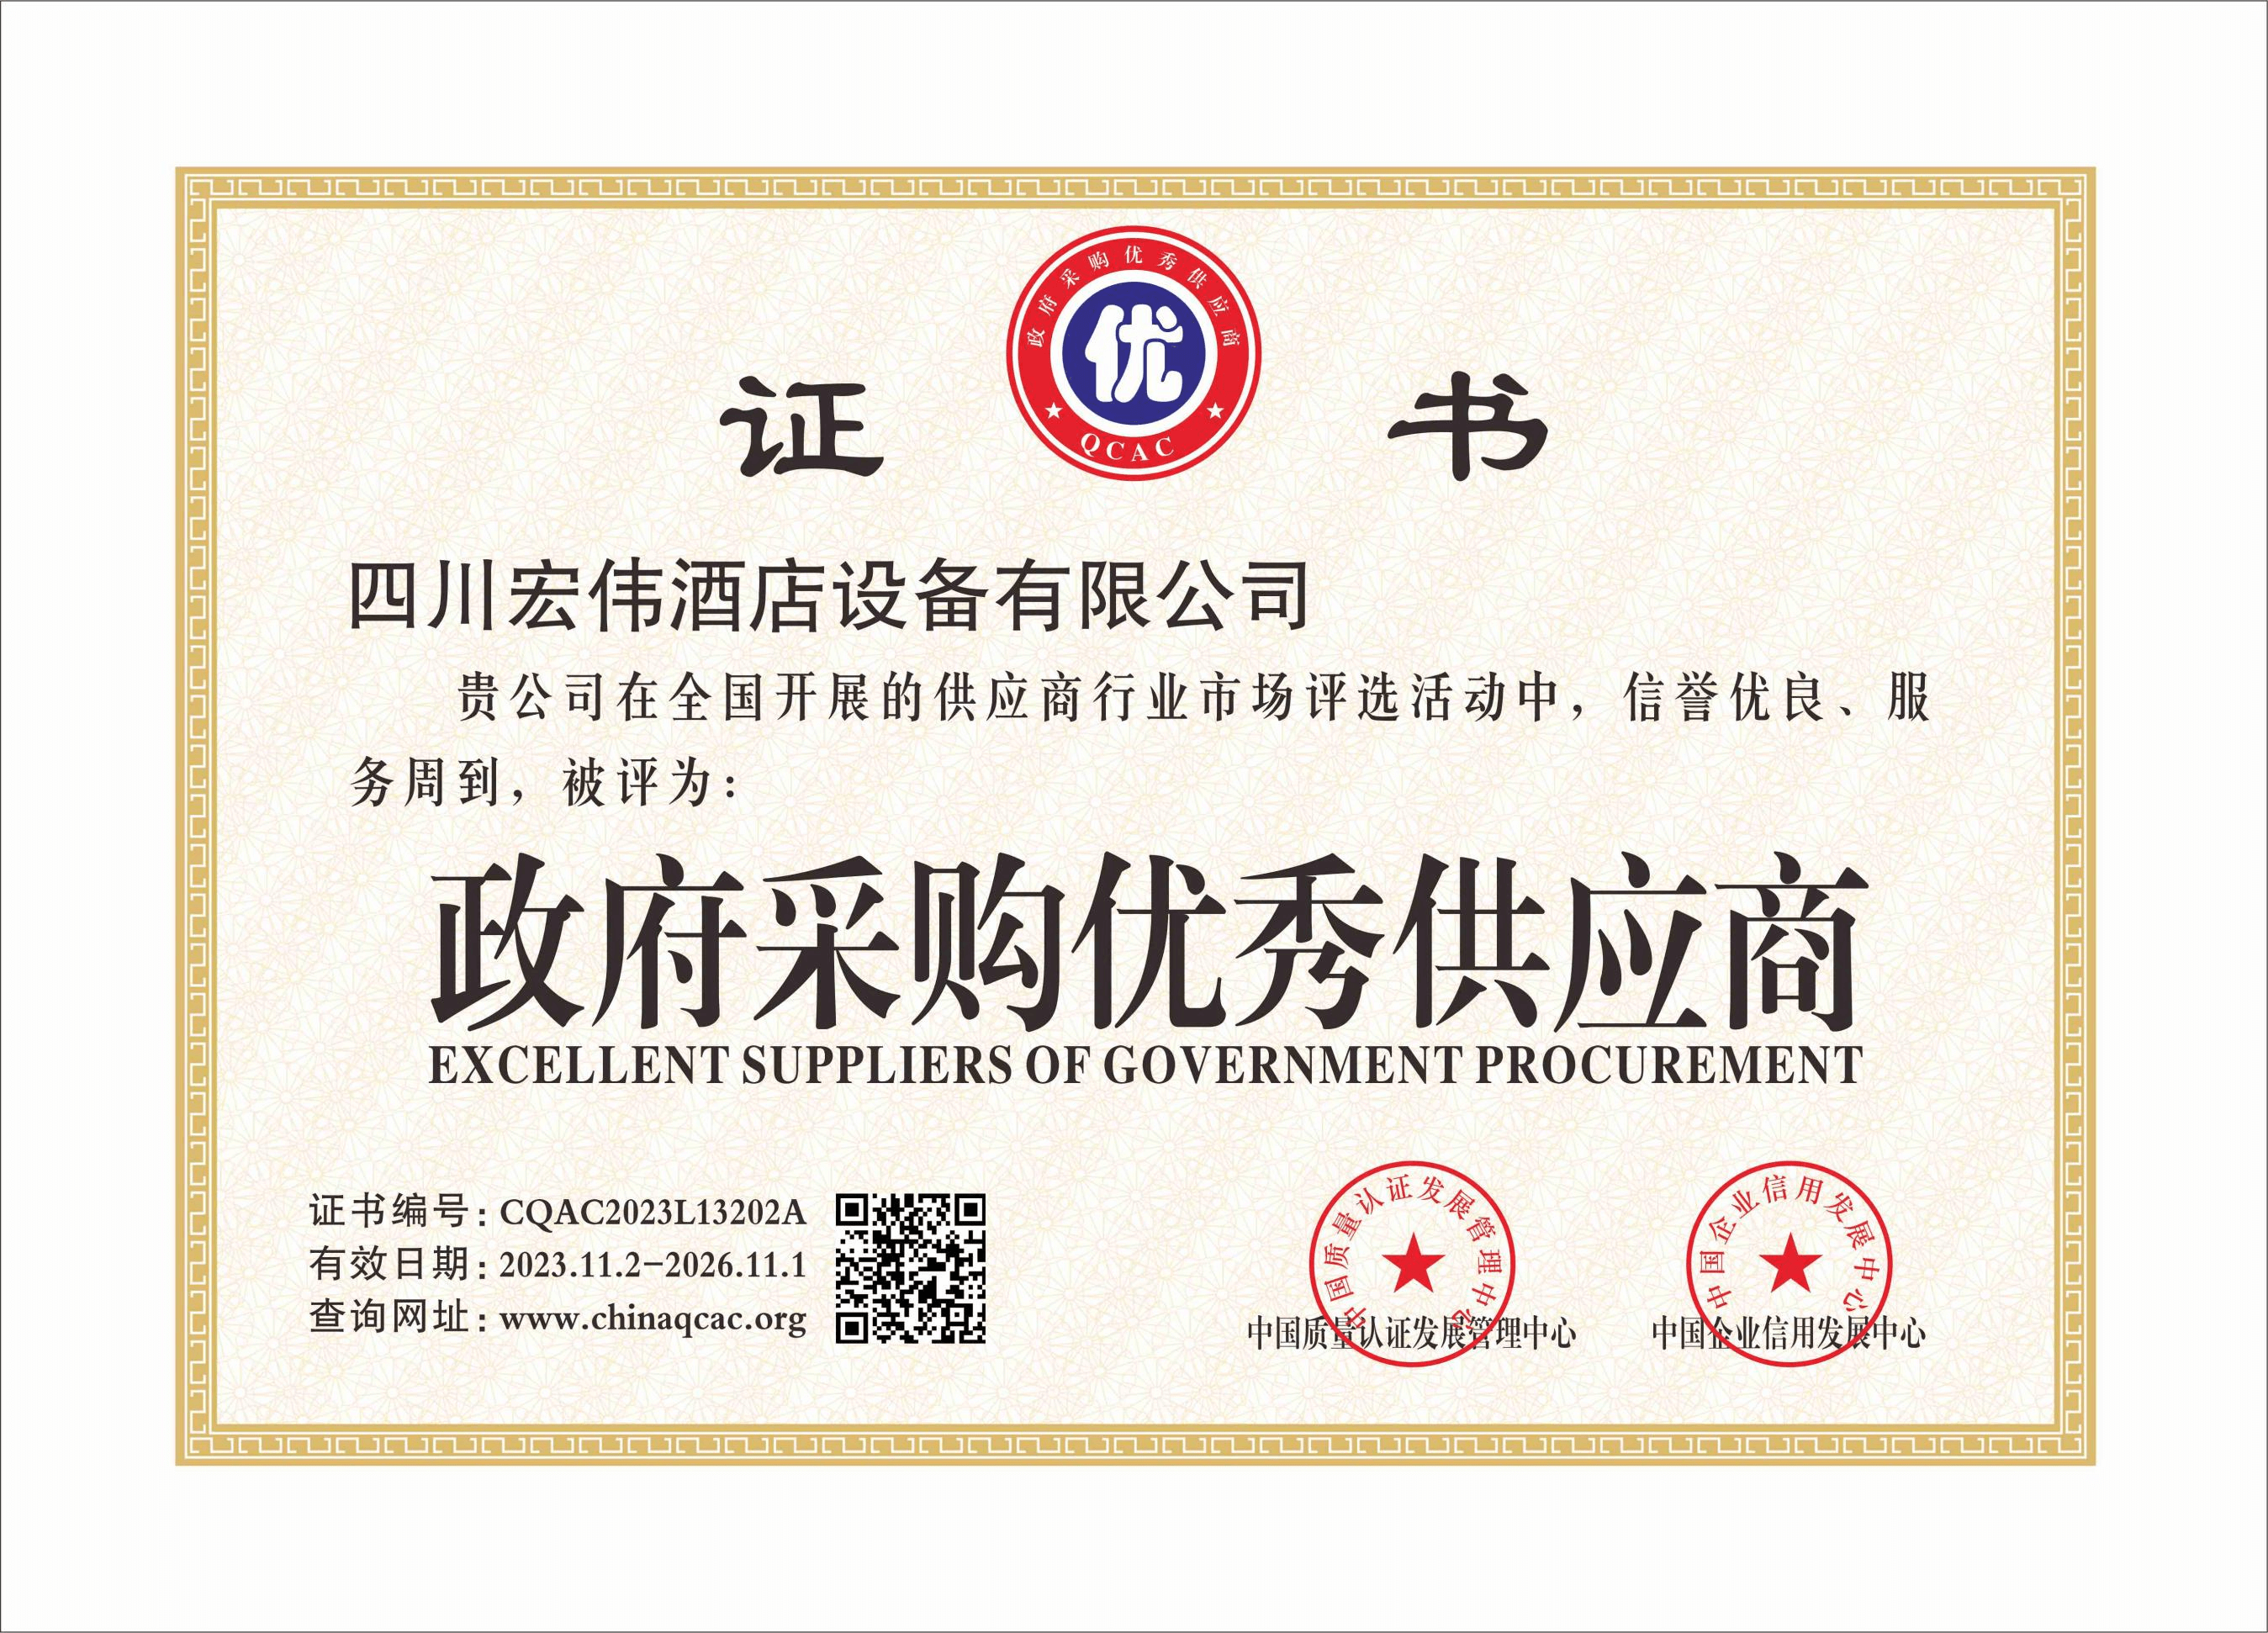 政府采购优秀供应商
优
QCAC
证 书
四川宏伟酒店设备有限公司
贵公司在全国开展的供应商行业市场评选活动中，信誉优良、服
务周到，被评为：
政府采购优秀供应商
EXCELLENT SUPPLIERS OF GOVERNMENT PROCUREMENT
证书编号：CQAC2023L13202A
有效日期：2023.11.2-2026.11.1
查询网址：www.chinaqcac.org
中国质量认证发展管理中心
中国企业信用发展中心
中国质量认证发展管理中心
中国企业信用发展中心